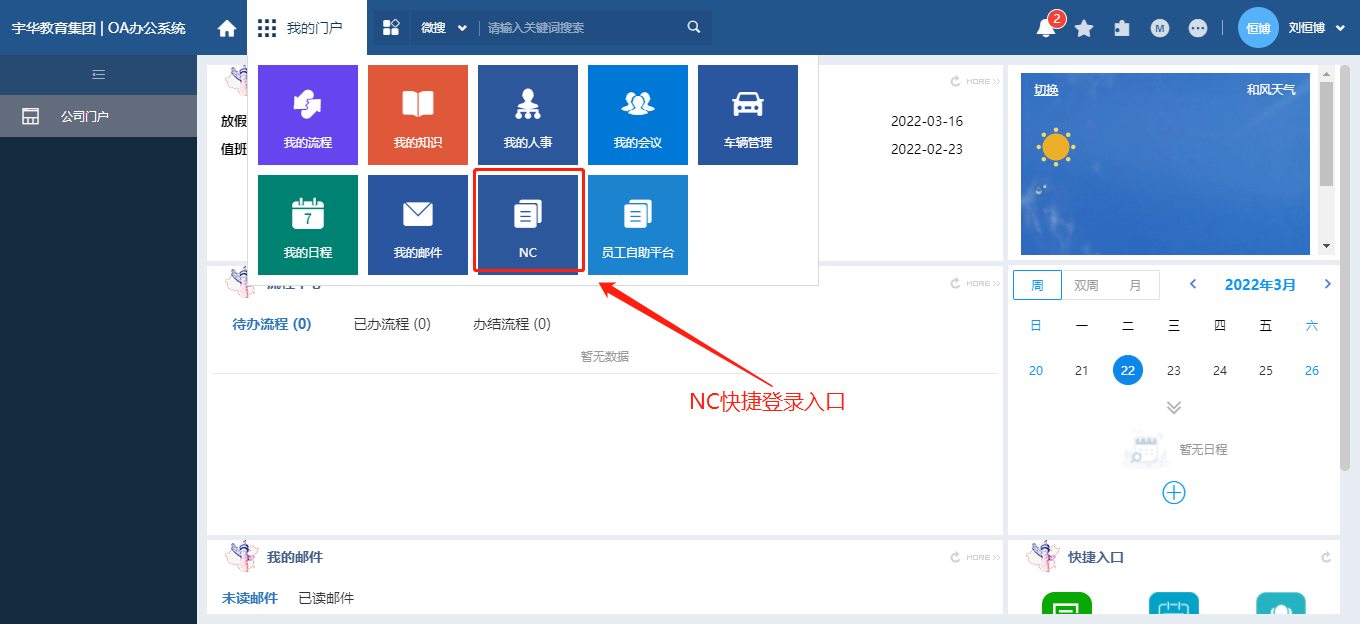 宇华教育集团 | OA办公系统
我的门户
微搜
请输入关键词搜索
2
M
恒博
刘恒博
公司门户
我的流程
我的知识
我的人事
我的会议
车辆管理
7
我的日程
我的邮件
NC
员工自助平台
放假
值班
MORE
2022-03-16
2022-02-23
切换
和风天气
MORE
待办流程 (0)
已办流程 (0)
办结流程 (0)
暂无数据
NC快捷登录入口
周
双周
月
2022年3月
日 一 二 三 四 五 六
20 21 22 23 24 25 26
暂无日程
我的邮件
MORE
未读邮件
已读邮件
快捷入口